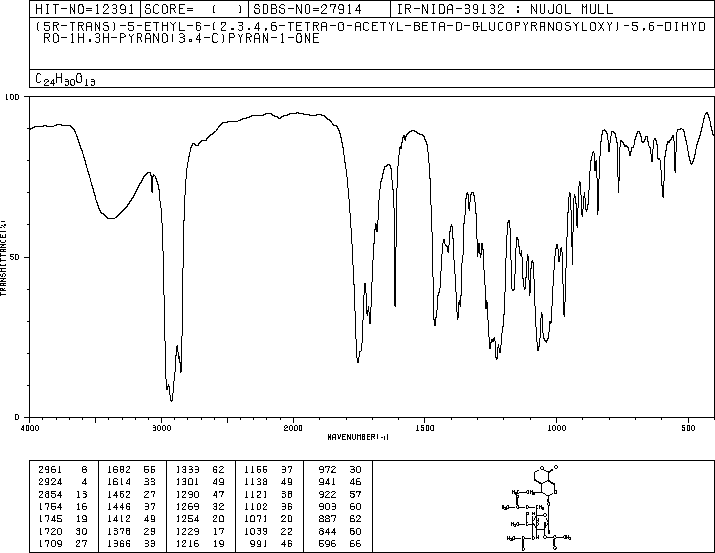 HIT-NO=12391 SCORE= ( ) SDBS-NO=27914 IR-NIDA-39132 : NUJOL MULL
(5R-TRANS)-5-ETHYL-6-(2,3,4,6-TETRA-O-ACETYL-BETA-D-GLUCOPYRANOSYLOXY)-5,6-DIHYD
RO-1H,3H-PYRANO(3,4-C)PYRAN-1-ONE
C24H30O13
100
TRANSMITTANCE(%)
50
0
4000 3000 2000 1500 1000 500
WAVENUMBER(-1)
2961 6 1682 55 1333 62 1155 37 972 30
2924 4 1614 33 1301 49 1138 49 941 46
2854 13 1462 27 1290 47 1121 38 922 57
1754 16 1446 37 1269 32 1102 36 903 60
1745 19 1412 49 1254 20 1071 20 887 62
1720 30 1378 29 1229 17 1039 22 844 60
1709 27 1366 33 1216 19 991 46 596 66